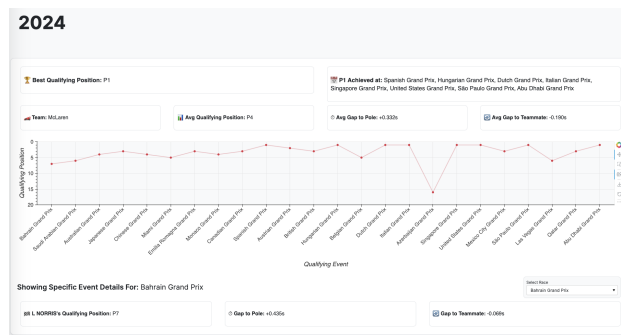 2024
Best Qualifying Position: P1
P1 Achieved at: Spanish Grand Prix, Hungarian Grand Prix, Dutch Grand Prix, Italian Grand Prix,
Singapore Grand Prix, United States Grand Prix, São Paulo Grand Prix, Abu Dhabi Grand Prix
Team: McLaren
Avg Qualifying Position: P4
Avg Gap to Pole: +0.332s
Avg Gap to Teammate: -0.190s
Qualifying Position
0
5
10
15
20
Bahrain Grand Prix
Saudi Arabian Grand Prix
Australian Grand Prix
Japanese Grand Prix
Chinese Grand Prix
Miami Grand Prix
Emilia Romagna Grand Prix
Monaco Grand Prix
Canadian Grand Prix
Spanish Grand Prix
Austrian Grand Prix
British Grand Prix
Hungarian Grand Prix
Belgian Grand Prix
Dutch Grand Prix
Italian Grand Prix
Azerbaijan Grand Prix
Singapore Grand Prix
United States Grand Prix
Mexico City Grand Prix
São Paulo Grand Prix
Las Vegas Grand Prix
Qatar Grand Prix
Abu Dhabi Grand Prix
Qualifying Event
Showing Specific Event Details For: Bahrain Grand Prix
Select Race
Bahrain Grand Prix
L NORRIS's Qualifying Position: P7
Gap to Pole: +0.435s
Gap to Teammate: -0.069s